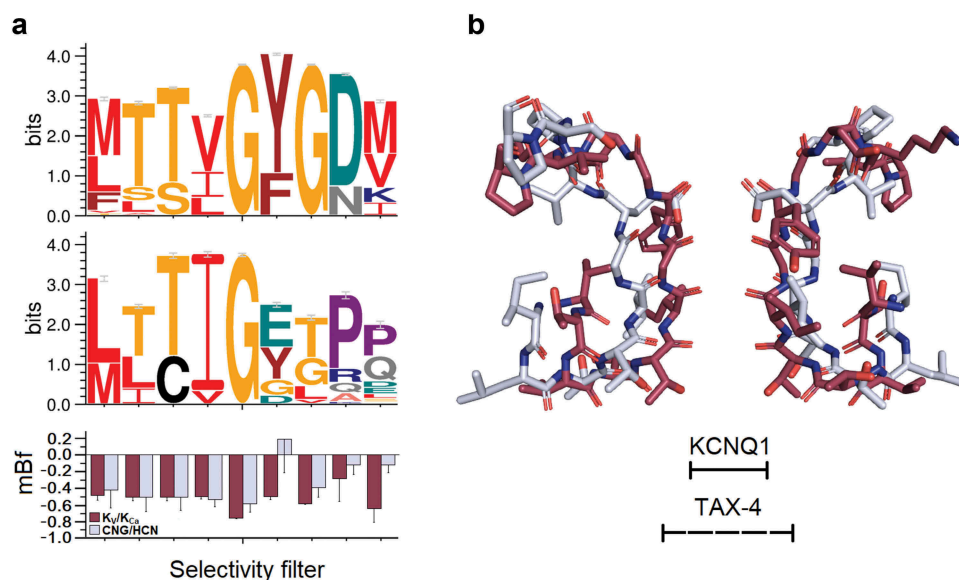 a
b
4.0
3.0
2.0
1.0
0.0
bits
M L F
T S L
T S
V I L
G
Y F
G
D N
M V K I
4.0
3.0
2.0
1.0
0.0
bits
L M
T L I
T C
I V
G
E Y G D
T G L
P R Q A
P Q D E L
0.2
-0.0
-0.2
-0.4
-0.6
-0.8
-1.0
mBf
Kv/KCa
CNG/HCN
Selectivity filter
KCNQ1
TAX-4